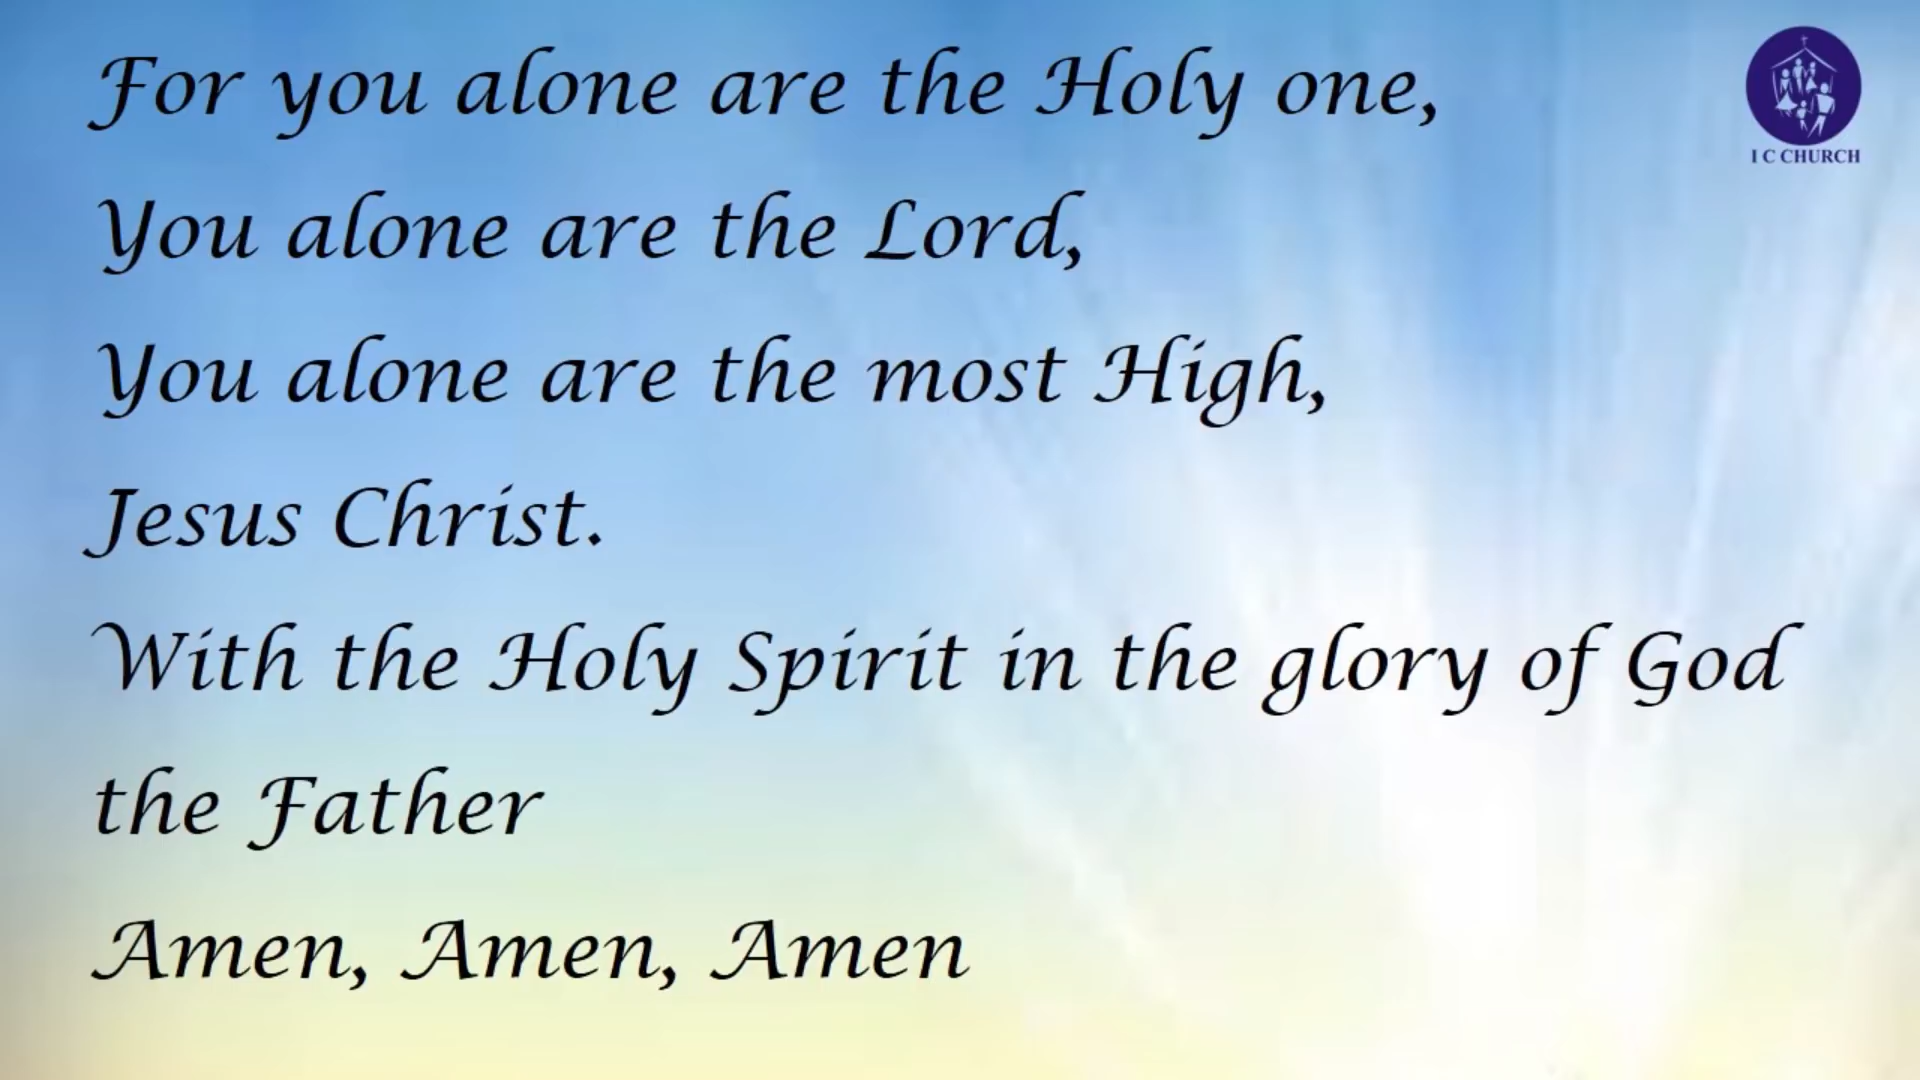 For you alone are the Holy one,
I C CHURCH
You alone are the Lord,
You alone are the most High,
Jesus Christ.
With the Holy Spirit in the glory of God
the Father
Amen, Amen, Amen